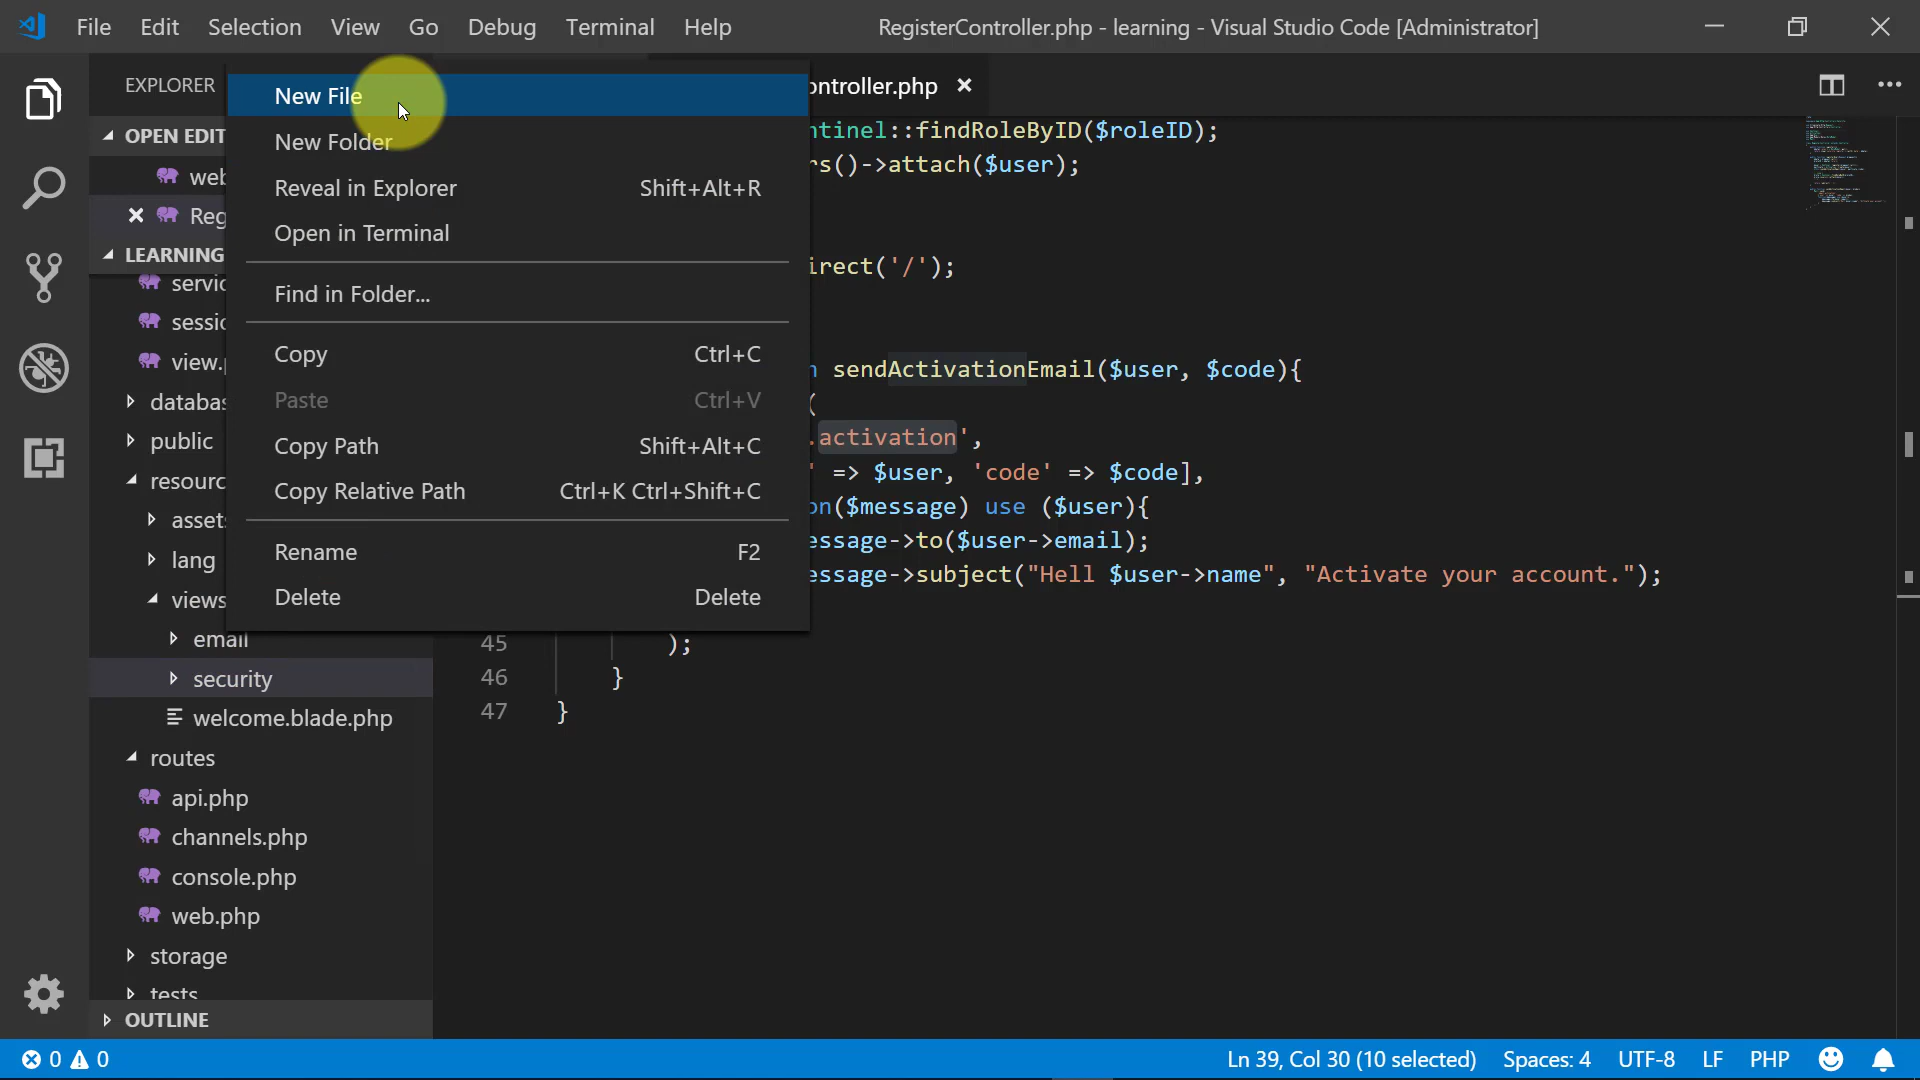 File Edit Selection View Go Debug Terminal Help RegisterController.php - learning - Visual Studio Code [Administrator]
EXPLORER
ontroller.php
New File
New Folder
Reveal in Explorer Shift+Alt+R
Open in Terminal
Find in Folder...
Copy Ctrl+C
Paste Ctrl+V
Copy Path Shift+Alt+C
Copy Relative Path Ctrl+K Ctrl+Shift+C
Rename F2
Delete Delete
OPEN EDIT
web
Reg
LEARNING
servic
sessio
view.
databas
public
resourc
assets
lang
views
email
security
welcome.blade.php
routes
api.php
channels.php
console.php
web.php
storage
tests
OUTLINE
ntinel::findRoleByID($roleID);
rs()->attach($user);
irect('/');
n sendActivationEmail($user, $code){
(
.activation',
' => $user, 'code' => $code],
on($message) use ($user){
essage->to($user->email);
essage->subject("Hell $user->name", "Activate your account.");
45 );
46 }
47 }
0 0 Ln 39, Col 30 (10 selected) Spaces: 4 UTF-8 LF PHP